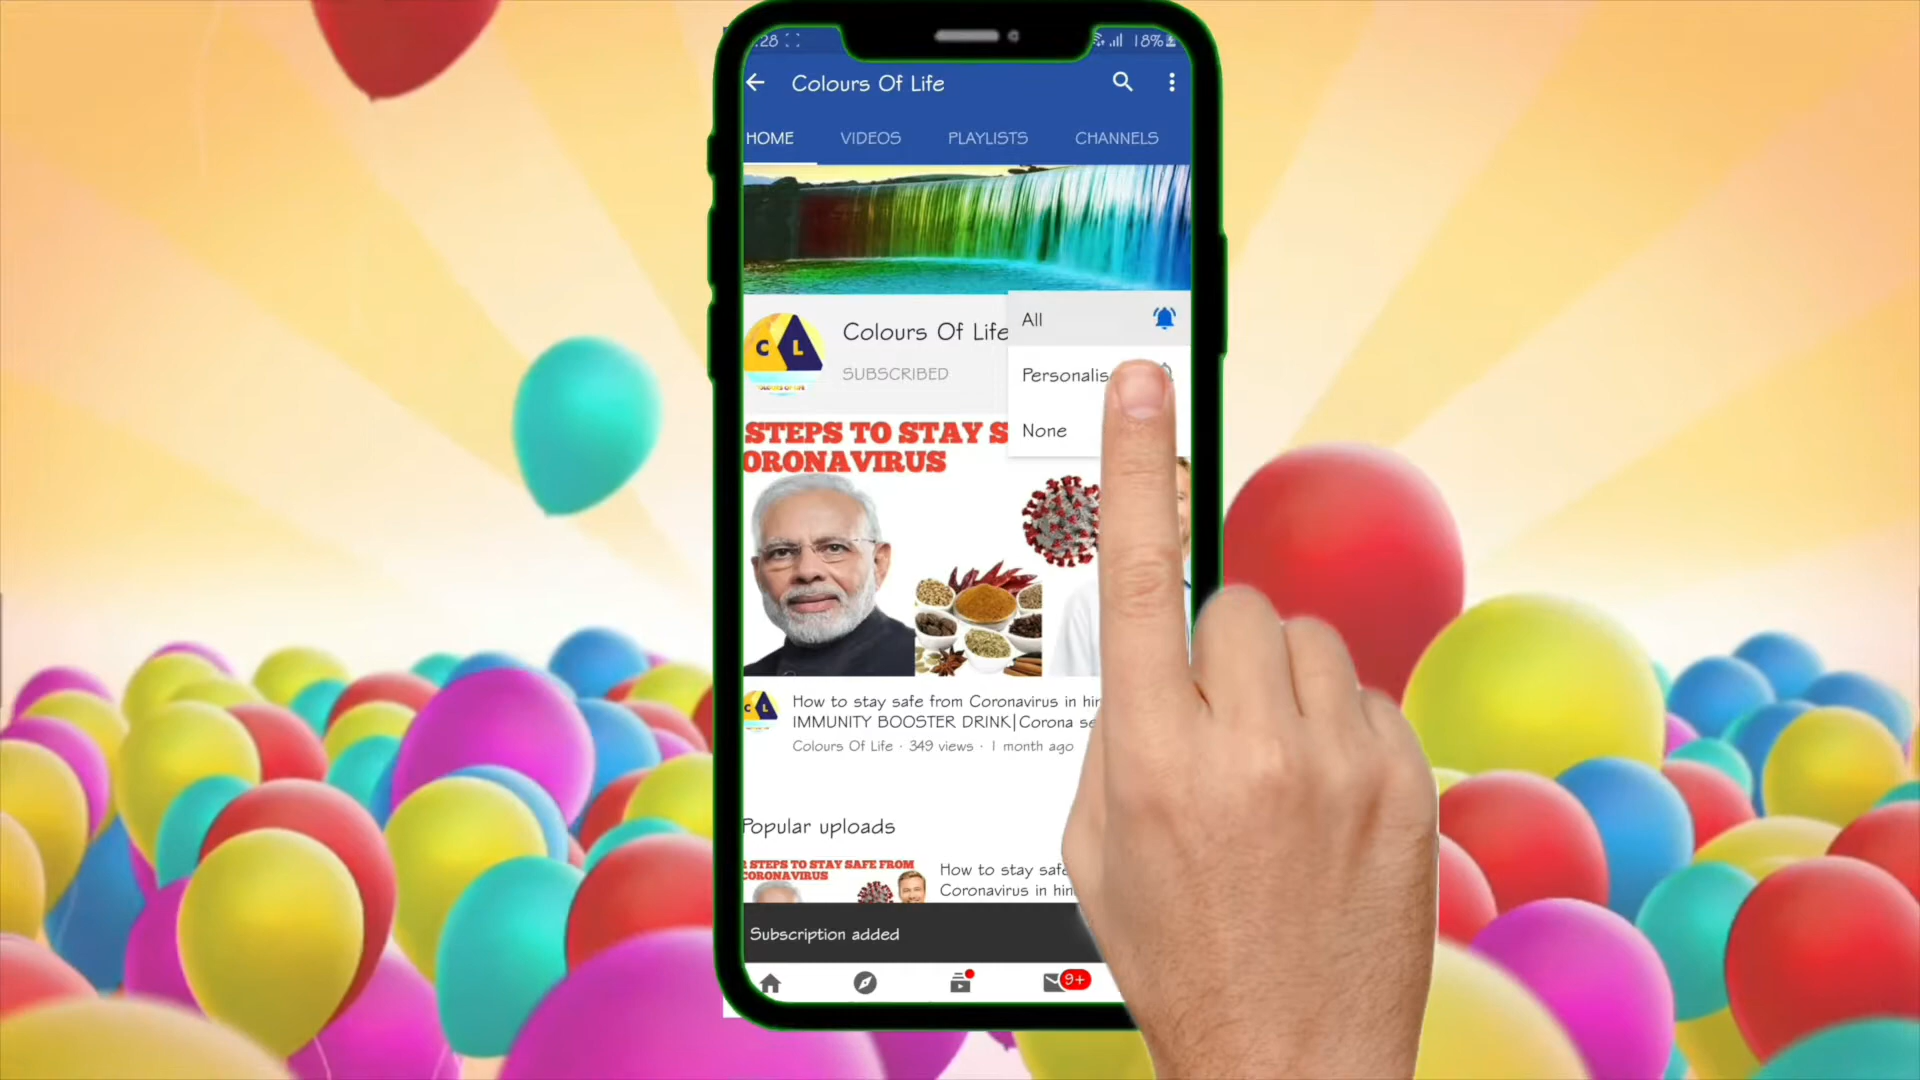 :28
18%
Colours Of Life
HOME VIDEOS PLAYLISTS CHANNELS
All
C L
Colours Of Life
SUBSCRIBED
Personalis
None
STEPS TO STAY S
ORONAVIRUS
C L
How to stay safe from Coronavirus in hin
IMMUNITY BOOSTER DRINK|Corona se
Colours Of Life · 349 views · 1 month ago
Popular uploads
STEPS TO STAY SAFE FROM
CORONAVIRUS
How to stay safe
Coronavirus in hin
Subscription added
9+